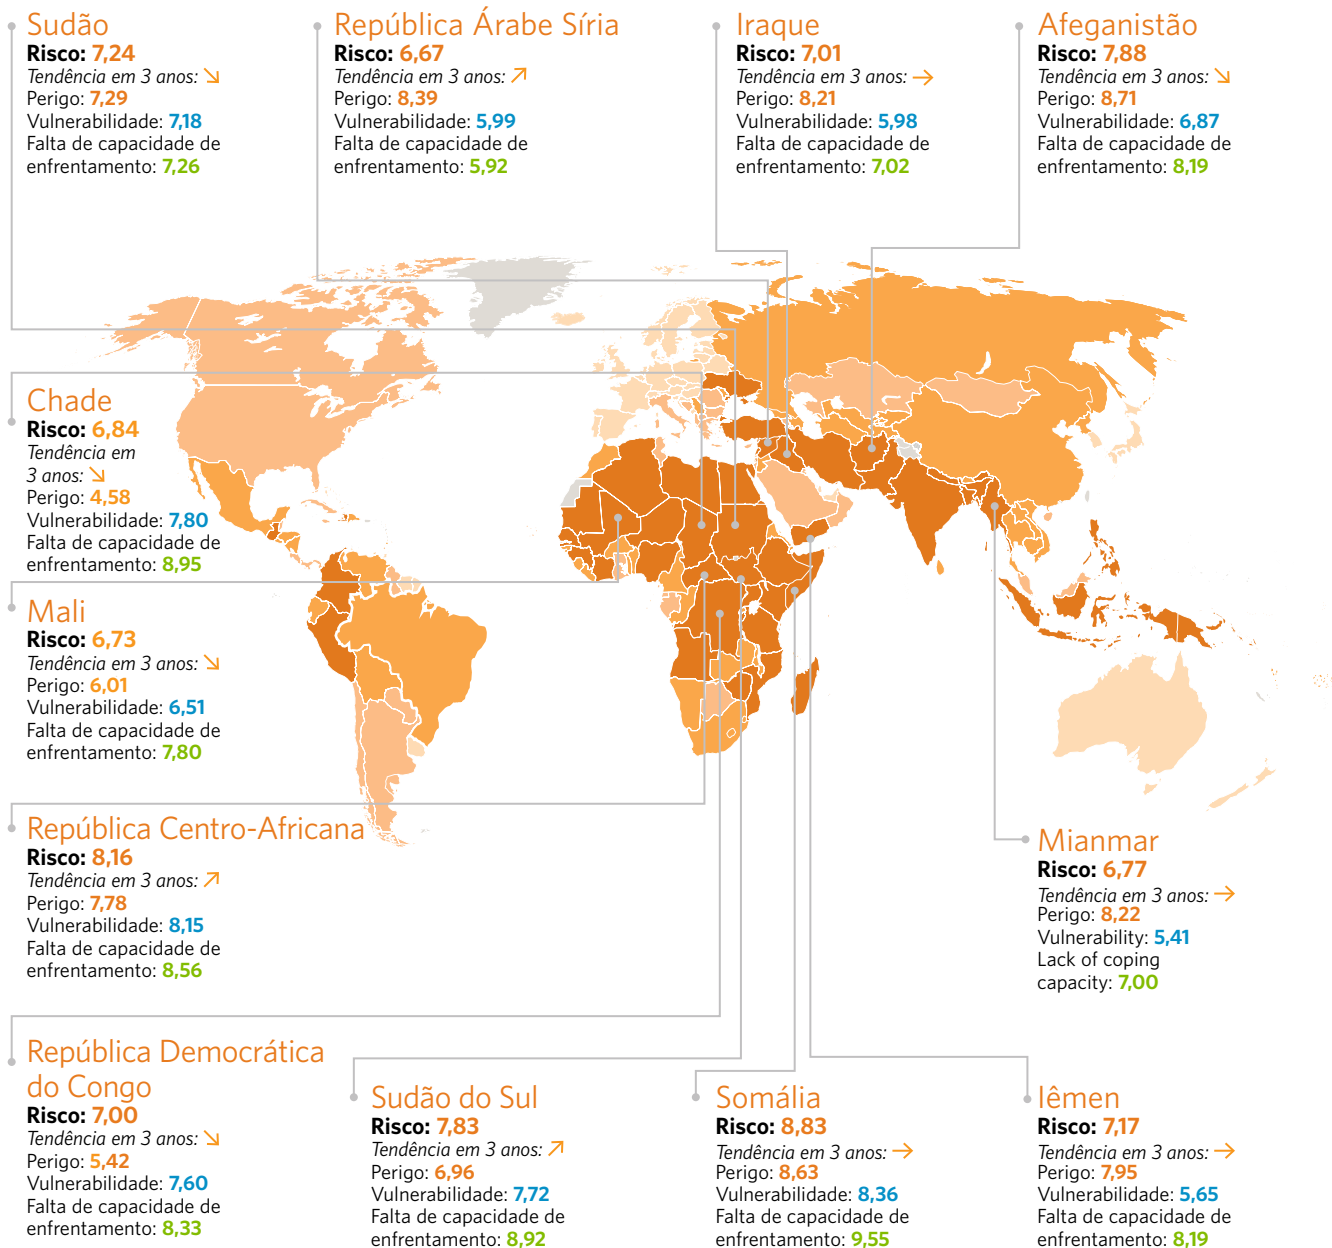 Sudão
Risco: 7,24
Tendência em 3 anos: ↘
Perigo: 7,29
Vulnerabilidade: 7,18
Falta de capacidade de
enfrentamento: 7,26
República Árabe Síria
Risco: 6,67
Tendência em 3 anos: ↗
Perigo: 8,39
Vulnerabilidade: 5,99
Falta de capacidade de
enfrentamento: 5,92
Iraque
Risco: 7,01
Tendência em 3 anos: →
Perigo: 8,21
Vulnerabilidade: 5,98
Falta de capacidade de
enfrentamento: 7,02
Afeganistão
Risco: 7,88
Tendência em 3 anos: ↘
Perigo: 8,71
Vulnerabilidade: 6,87
Falta de capacidade de
enfrentamento: 8,19
Chade
Risco: 6,84
Tendência em
3 anos: ↘
Perigo: 4,58
Vulnerabilidade: 7,80
Falta de capacidade de
enfrentamento: 8,95
Mali
Risco: 6,73
Tendência em 3 anos: ↘
Perigo: 6,01
Vulnerabilidade: 6,51
Falta de capacidade de
enfrentamento: 7,80
República Centro-Africana
Risco: 8,16
Tendência em 3 anos: ↗
Perigo: 7,78
Vulnerabilidade: 8,15
Falta de capacidade de
enfrentamento: 8,56
Mianmar
Risco: 6,77
Tendência em 3 anos: →
Perigo: 8,22
Vulnerability: 5,41
Lack of coping
capacity: 7,00
República Democrática
do Congo
Risco: 7,00
Tendência em 3 anos: ↘
Perigo: 5,42
Vulnerabilidade: 7,60
Falta de capacidade de
enfrentamento: 8,33
Sudão do Sul
Risco: 7,83
Tendência em 3 anos: ↗
Perigo: 6,96
Vulnerabilidade: 7,72
Falta de capacidade de
enfrentamento: 8,92
Somália
Risco: 8,83
Tendência em 3 anos: →
Perigo: 8,63
Vulnerabilidade: 8,36
Falta de capacidade de
enfrentamento: 9,55
Iêmen
Risco: 7,17
Tendência em 3 anos: →
Perigo: 7,95
Vulnerabilidade: 5,65
Falta de capacidade de
enfrentamento: 8,19